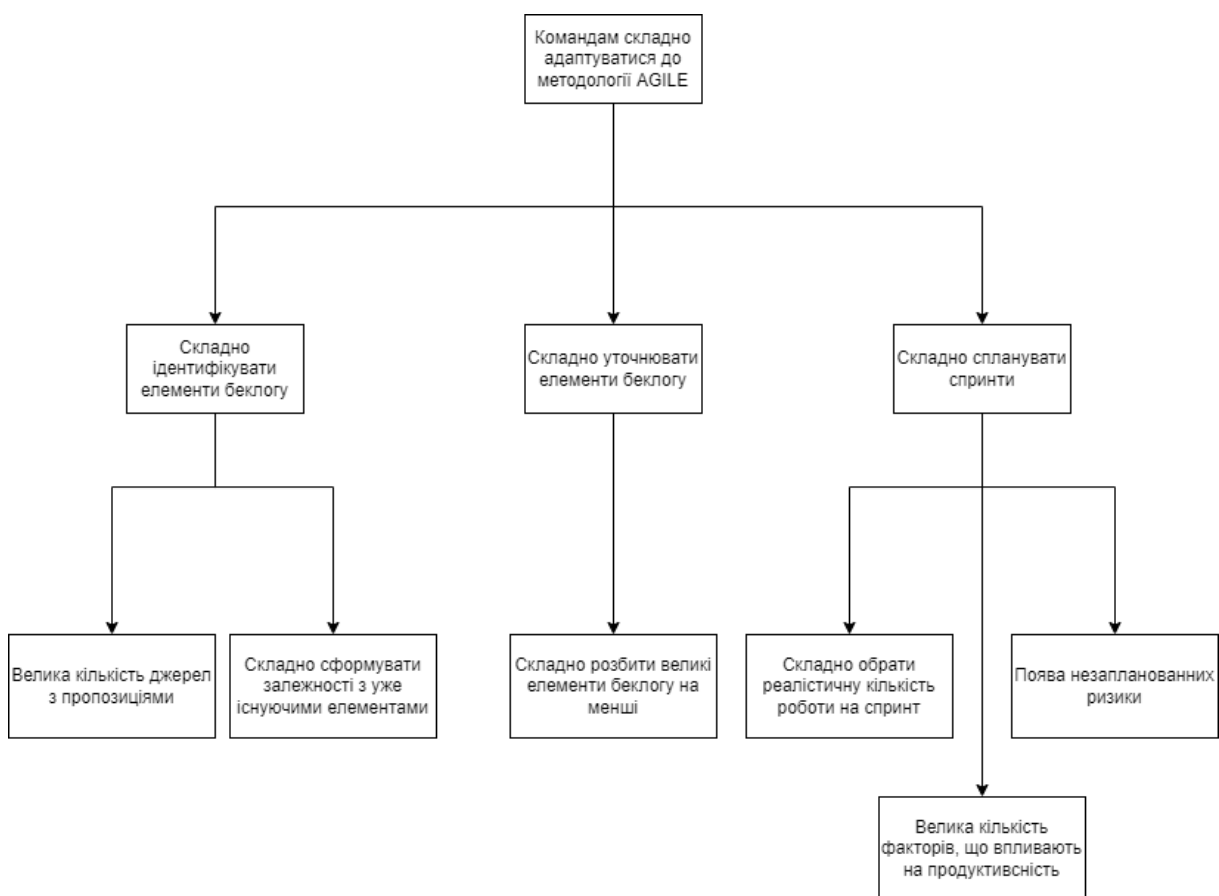 Командам складно
адаптуватися до
методології AGILE
Складно
ідентифікувати
елементи беклогу
Складно уточнювати
елементи беклогу
Складно спланувати
спринти
Велика кількість джерел
з пропозиціями
Складно сформувати
залежності з уже
існуючими елементами
Складно розбити великі
елементи беклогу на
менші
Складно обрати
реалістичну кількість
роботи на спринт
Поява незапланованних
ризики
Велика кількість
факторів, що впливають
на продуктивсність